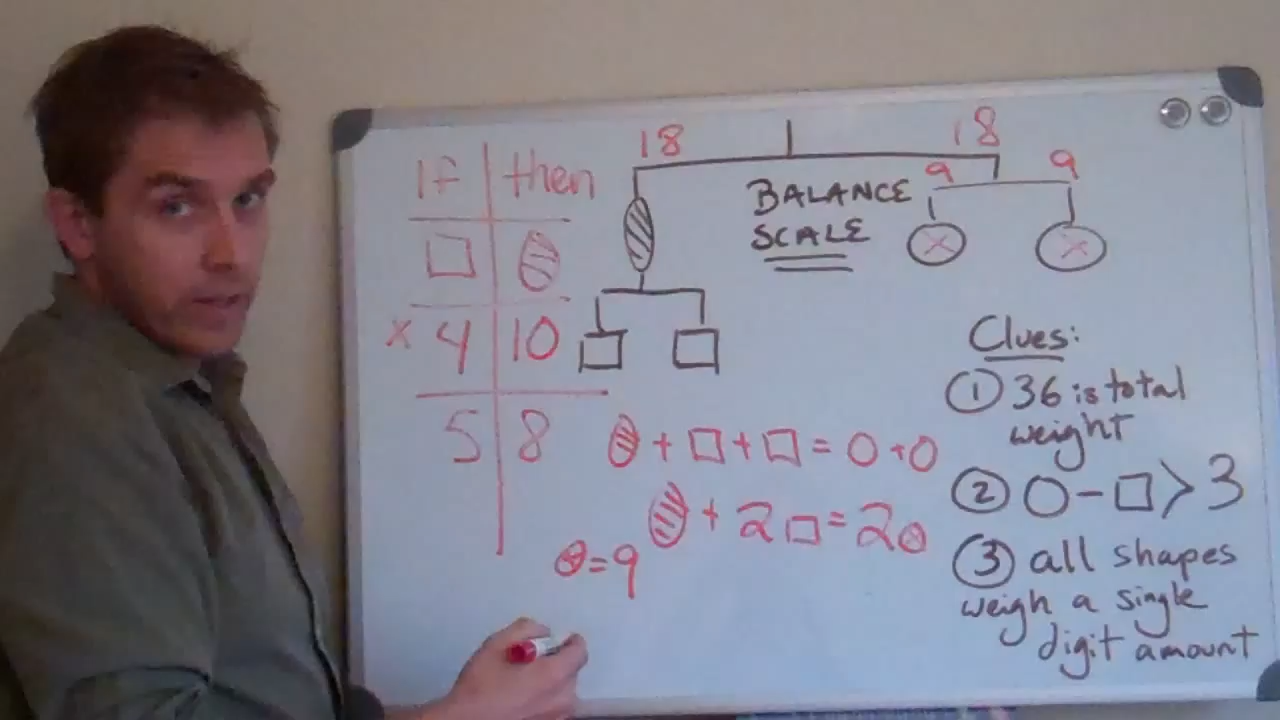 18
18
9
9
BALANCE
SCALE
If then
x 4 10
5 8
+ + = +
+ 2 = 2
= 9
Clues:
① 36 is total
weight
② ○ - □ > 3
③ all shapes
weigh a single
digit amount